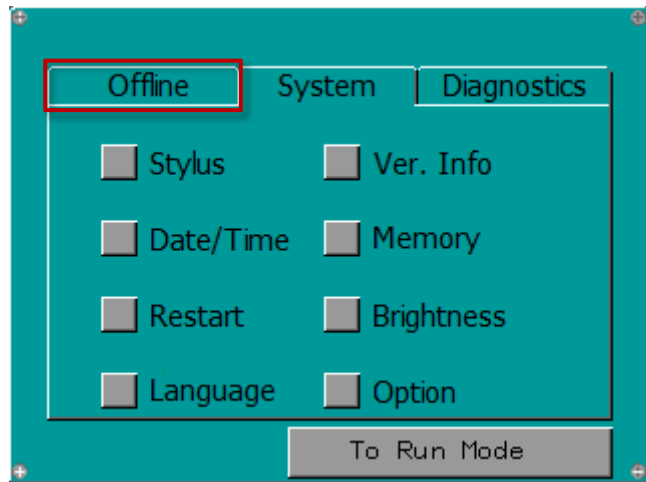 Offline System Diagnostics
Stylus Ver. Info
Date/Time Memory
Restart Brightness
Language Option
To Run Mode